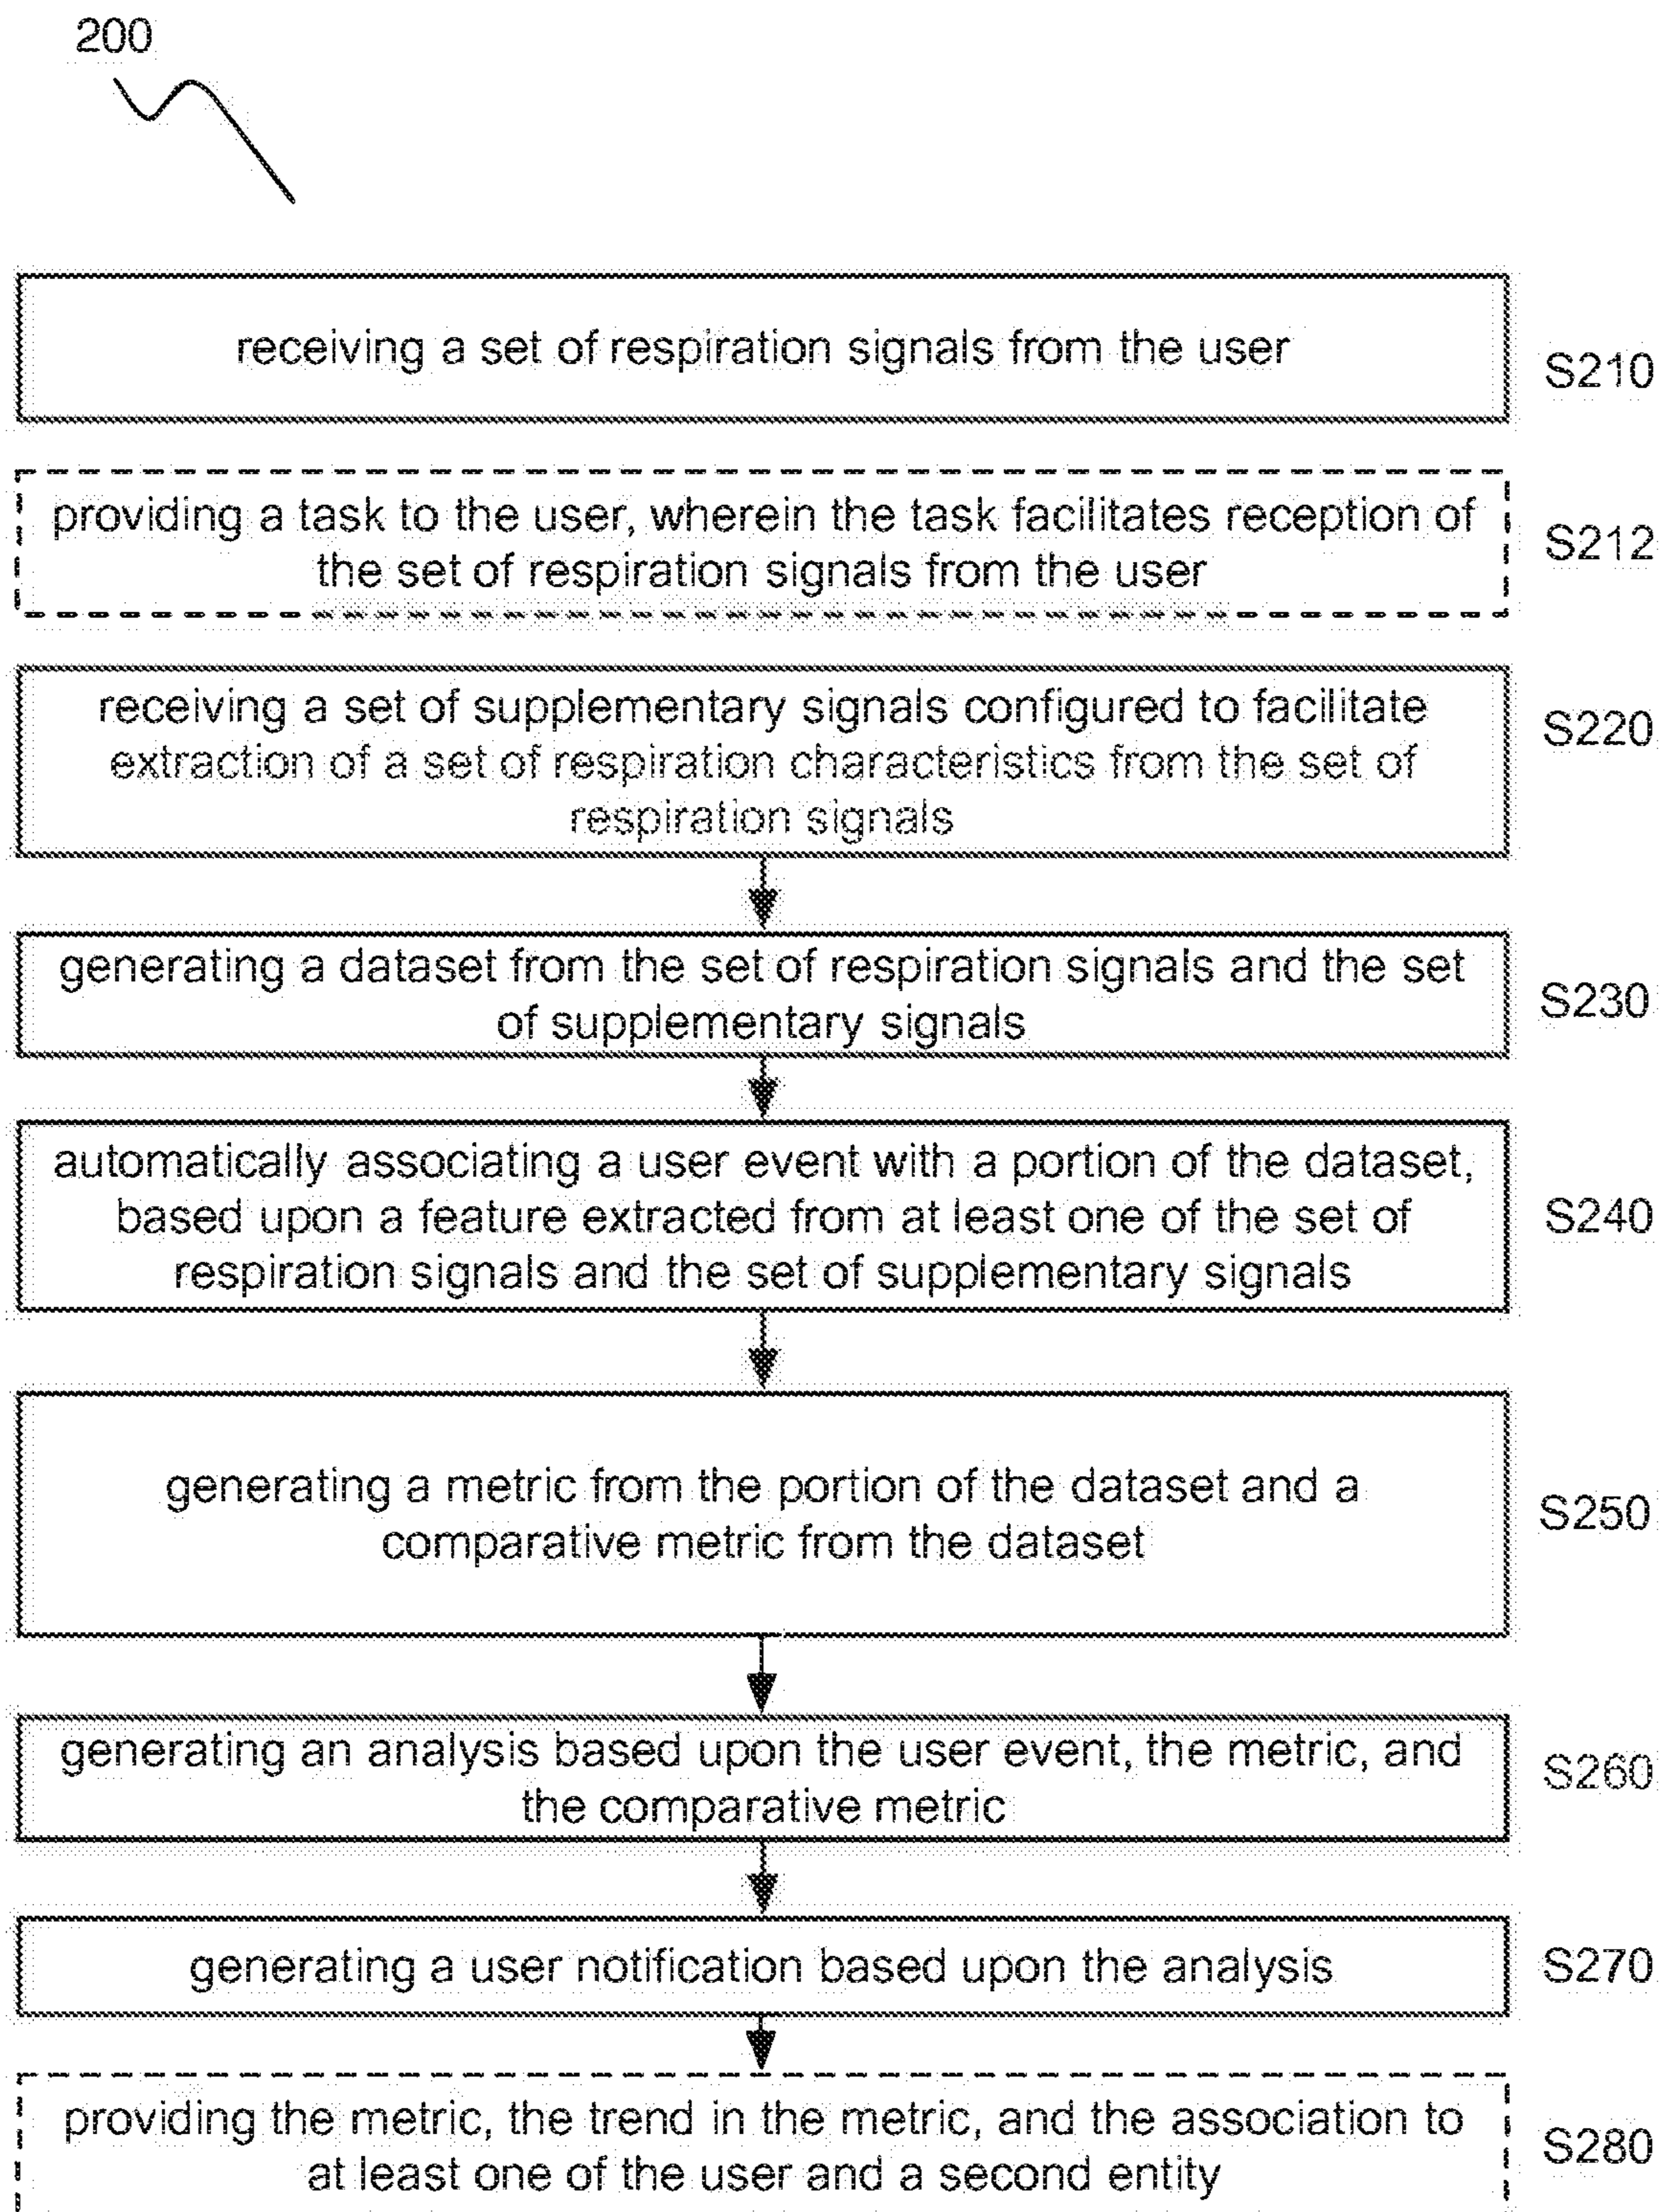 200
receiving a set of respiration signals from the user
S210
providing a task to the user, wherein the task facilitates reception of
the set of respiration signals from the user
S212
receiving a set of supplementary signals configured to facilitate
extraction of a set of respiration characteristics from the set of
respiration signals
S220
generating a dataset from the set of respiration signals and the set
of supplementary signals
S230
automatically associating a user event with a portion of the dataset,
based upon a feature extracted from at least one of the set of
respiration signals and the set of supplementary signals
S240
generating a metric from the portion of the dataset and a
comparative metric from the dataset
S250
generating an analysis based upon the user event, the metric, and
the comparative metric
S260
generating a user notification based upon the analysis
S270
providing the metric, the trend in the metric, and the association to
at least one of the user and a second entity
S280